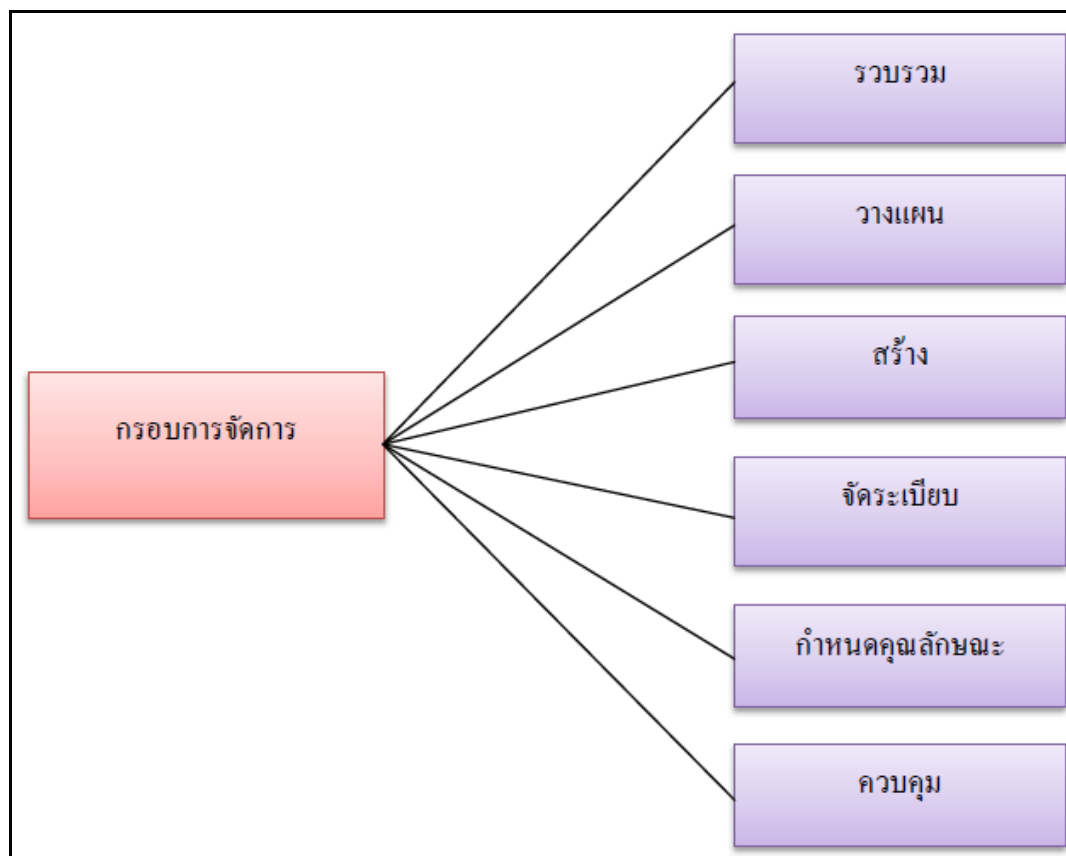 รวบรวม
วางแผน
สร้าง
กรอบการจัดการ
จัดระเบียบ
กำหนดคุณลักษณะ
ควบคุม